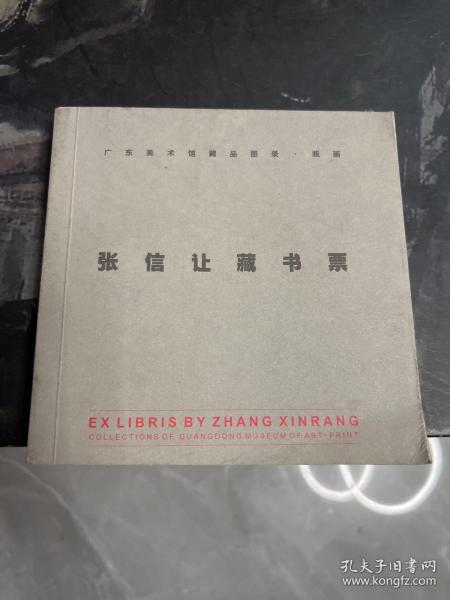 广东美术馆藏品图录·版画
张信让藏书票
EX LIBRIS BY ZHANG XINRANG
COLLECTIONS OF GUANGDONG MUSEUM OF ART-PRINT
孔夫子旧书网
www.kongfz.com